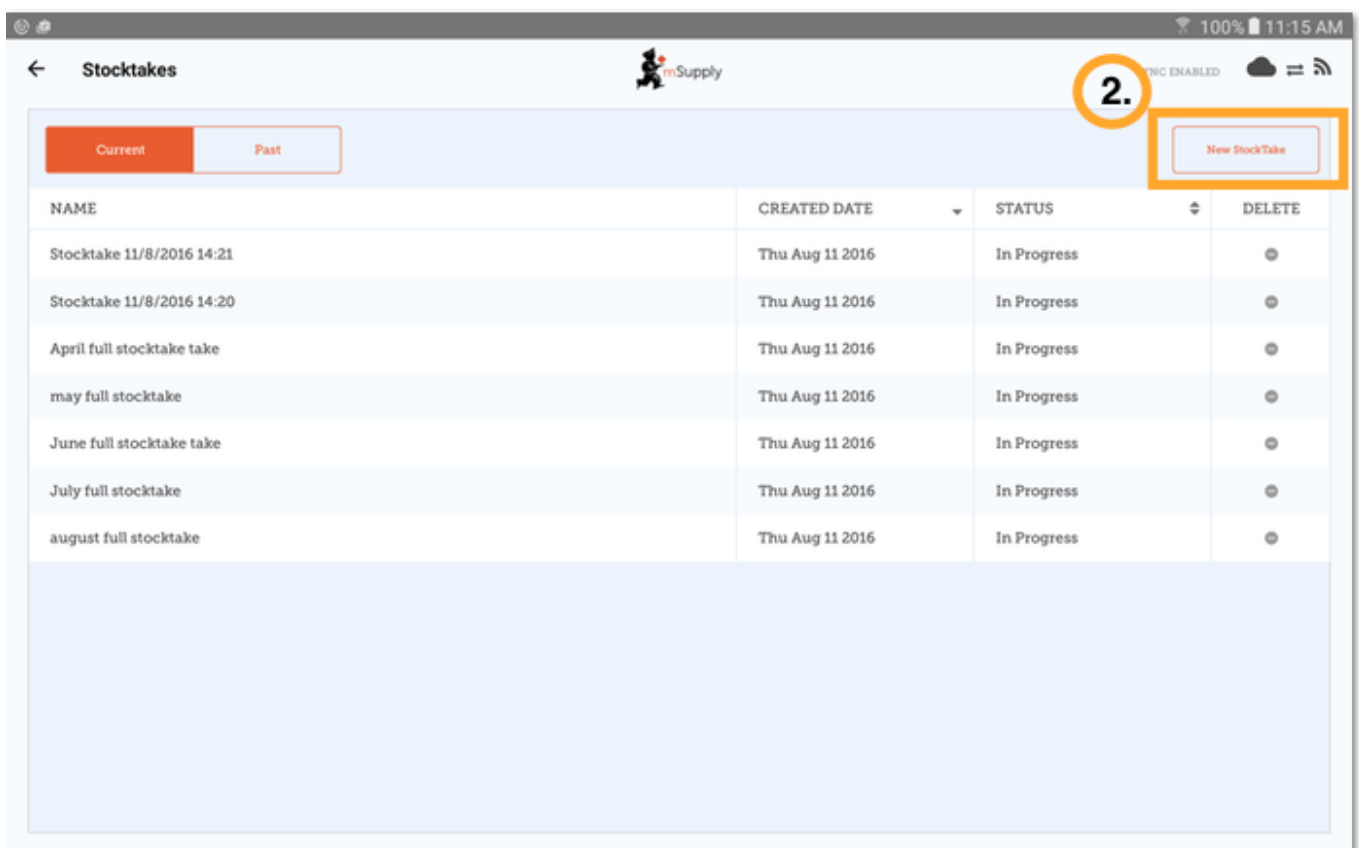 100% 11:15 AM
Stocktakes
mSupply
YNC ENABLED
2.
Current
Past
New StockTake
NAME CREATED DATE STATUS DELETE
Stocktake 11/8/2016 14:21 Thu Aug 11 2016 In Progress
Stocktake 11/8/2016 14:20 Thu Aug 11 2016 In Progress
April full stocktake take Thu Aug 11 2016 In Progress
may full stocktake Thu Aug 11 2016 In Progress
June full stocktake take Thu Aug 11 2016 In Progress
July full stocktake Thu Aug 11 2016 In Progress
august full stocktake Thu Aug 11 2016 In Progress